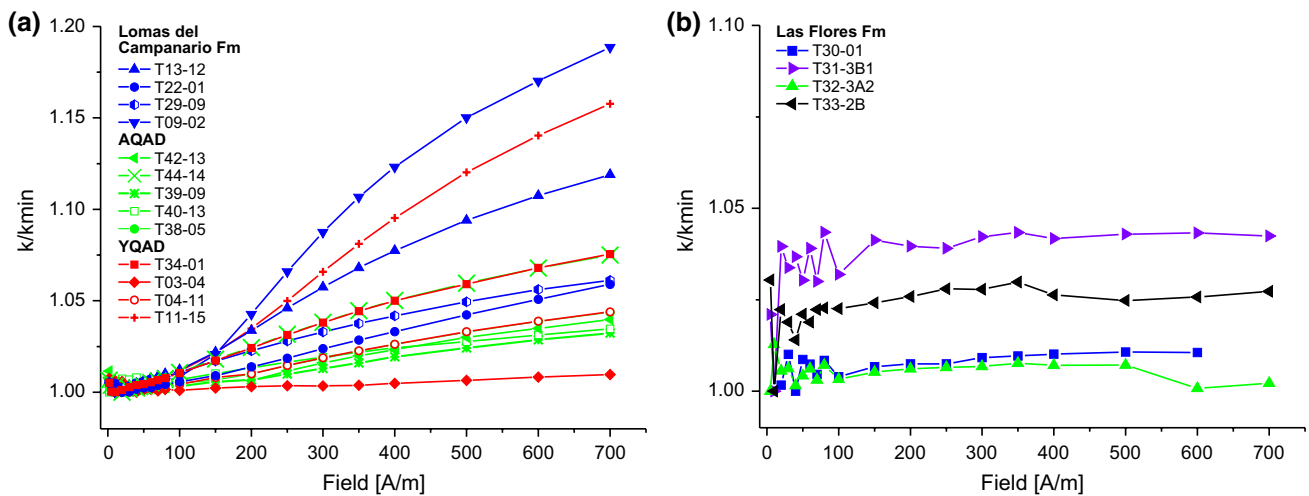 (a)
Lomas del
Campanario Fm
T13-12
T22-01
T29-09
T09-02
AQAD
T42-13
T44-14
T39-09
T40-13
T38-05
YQAD
T34-01
T03-04
T04-11
T11-15
1.20
1.15
1.10
1.05
1.00
k/kmin
0 100 200 300 400 500 600 700
Field [A/m]
(b)
Las Flores Fm
T30-01
T31-3B1
T32-3A2
T33-2B
1.10
1.05
1.00
k/kmin
0 100 200 300 400 500 600 700
Field [A/m]